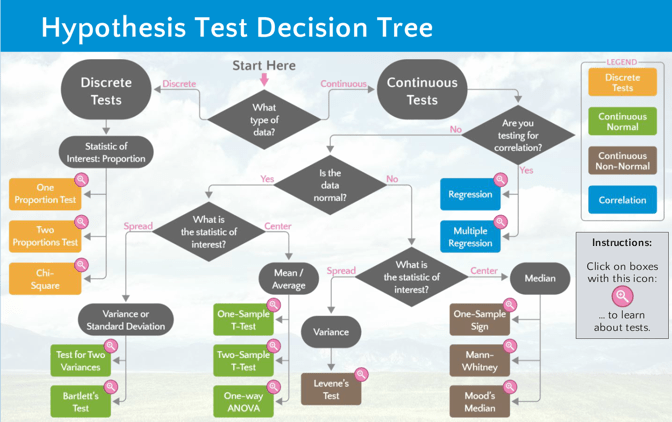 Hypothesis Test Decision Tree
Start Here
Discrete
Tests
Discrete
What
type of
data?
Continuous
Continuous
Tests
LEGEND
Discrete
Tests
Continuous
Normal
Continuous
Non-Normal
Correlation
Statistic of
Interest: Proportion
One
Proportion Test
Two
Proportions Test
Chi-
Square
Are you
testing for
correlation?
No
Yes
Regression
Multiple
Regression
Is the
data
normal?
Yes
No
What is
the statistic of
interest?
Spread
Center
Mean /
Average
Variance or
Standard Deviation
Test for Two
Variances
Bartlett's
Test
One-Sample
T-Test
Two-Sample
T-Test
One-way
ANOVA
What is
the statistic of
interest?
Spread
Center
Variance
Levene's
Test
Median
One-Sample
Sign
Mann-
Whitney
Mood's
Median
Instructions:
Click on boxes
with this icon:
... to learn
about tests.